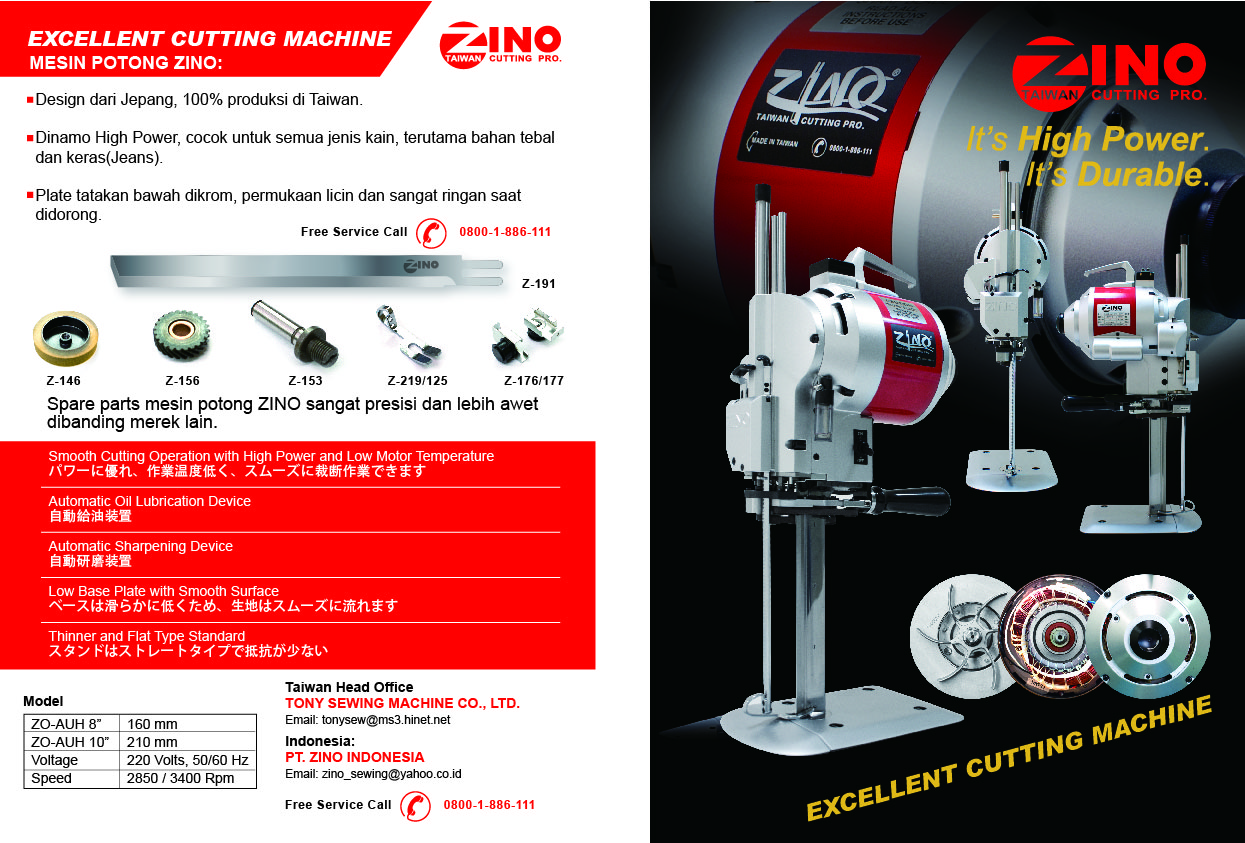 EXCELLENT CUTTING MACHINE
MESIN POTONG ZINO:
ZINO
TAIWAN CUTTING PRO.
Design dari Jepang, 100% produksi di Taiwan.
Dinamo High Power, cocok untuk semua jenis kain, terutama bahan tebal
dan keras(Jeans).
Plate tatakan bawah dikrom, permukaan licin dan sangat ringan saat
didorong.
Free Service Call 0800-1-886-111
ZINO
Z-191
Z-146 Z-156 Z-153 Z-219/125 Z-176/177
Spare parts mesin potong ZINO sangat presisi dan lebih awet
dibanding merek lain.
Smooth Cutting Operation with High Power and Low Motor Temperature
パワーに優れ、作業温度低く、スムーズに裁断作業できます
Automatic Oil Lubrication Device
自動給油装置
Automatic Sharpening Device
自動研磨装置
Low Base Plate with Smooth Surface
ベースは滑らかに低くため、生地はスムーズに流れます
Thinner and Flat Type Standard
スタンドはストレートタイプで抵抗が少ない
Model
ZO-AUH 8” 160 mm
ZO-AUH 10” 210 mm
Voltage 220 Volts, 50/60 Hz
Speed 2850 / 3400 Rpm
Taiwan Head Office
TONY SEWING MACHINE CO., LTD.
Email: tonysew@ms3.hinet.net
Indonesia:
PT. ZINO INDONESIA
Email: zino_sewing@yahoo.co.id
Free Service Call 0800-1-886-111
READ ALL
INSTRUCTIONS
BEFORE USE
ZINO®
TAIWAN CUTTING PRO.
MADE IN TAIWAN 0800-1-886-111
ZINO
TAIWAN CUTTING PRO.
It's High Power.
It's Durable.
ZINO
ZINO
EXCELLENT CUTTING MACHINE